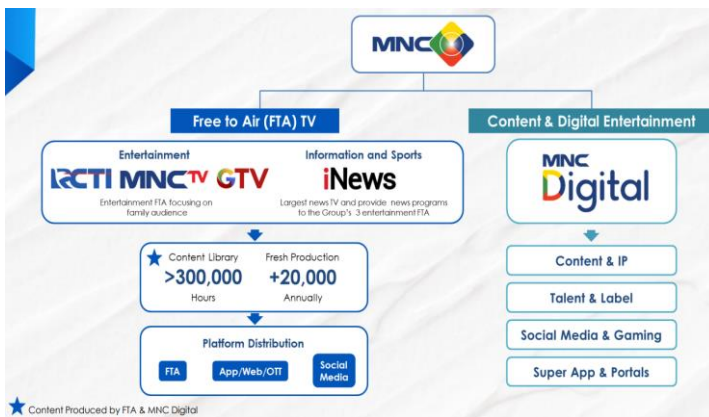 MNC
Free to Air (FTA) TV
Entertainment
RCTI MNCTV GTV
Entertainment FTA focusing on
family audience
Information and Sports
iNews
Largest news TV and provide news programs
to the Group's 3 entertainment FTA
Content Library
>300,000
Hours
Fresh Production
+20,000
Annually
Platform Distribution
FTA
App/Web/OTT
Social
Media
Content & Digital Entertainment
MNC
Digital
Content & IP
Talent & Label
Social Media & Gaming
Super App & Portals
Content Produced by FTA & MNC Digital